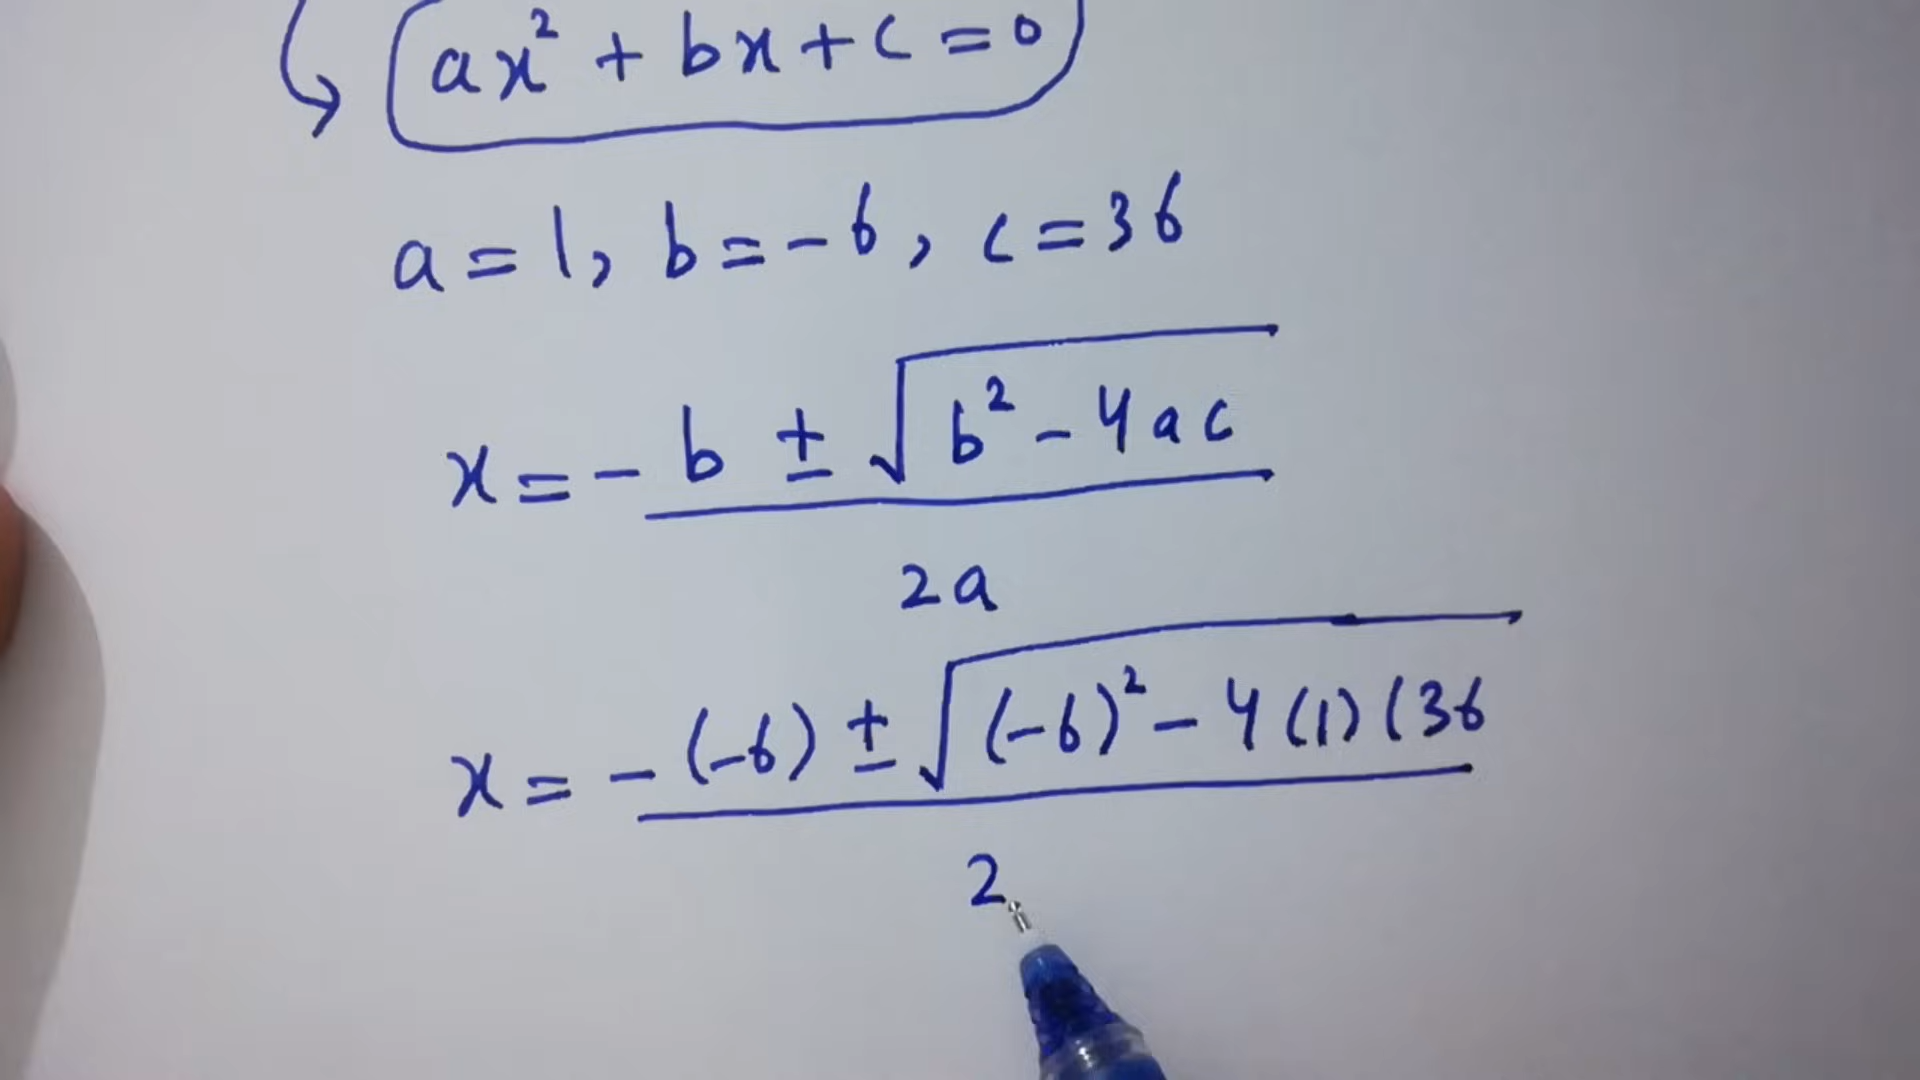 ax² + bx + c = 0
a = 1, b = -6, c = 36
x = - b ± √b² - 4ac
2a
x = - (-6) ± √(-6)² - 4 (1) (36
2